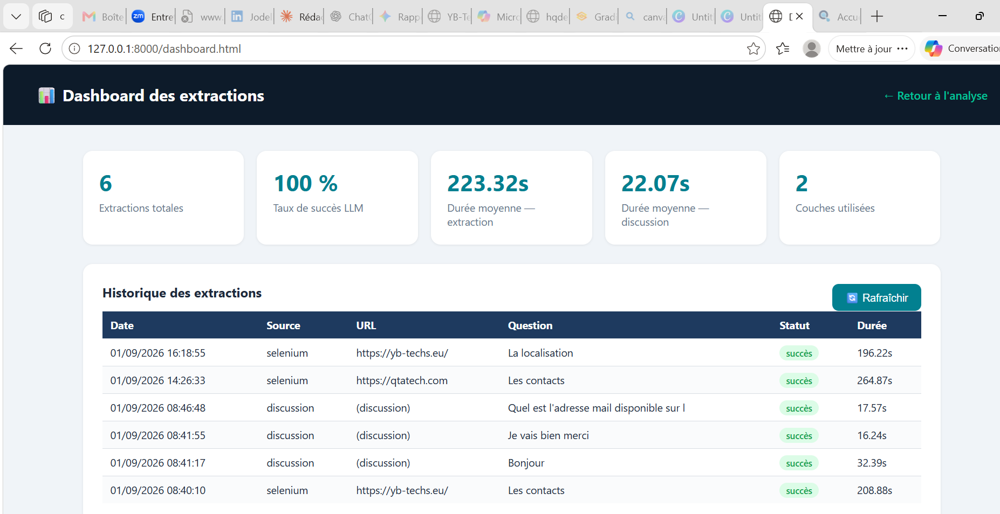 c
Boîte
zm Entre
www.
in Jodel
Réda
Chat
Rapp
YB-Te
Micro
hqde
Gradi
canva
Untit
Untit
Accu
127.0.0.1:8000/dashboard.html
Mettre à jour
Conversation
Dashboard des extractions
← Retour à l'analyse
6
Extractions totales
100 %
Taux de succès LLM
223.32s
Durée moyenne —
extraction
22.07s
Durée moyenne —
discussion
2
Couches utilisées
Historique des extractions
Rafraîchir
Date Source URL Question Statut Durée
01/09/2026 16:18:55 selenium https://yb-techs.eu/ La localisation succès 196.22s
01/09/2026 14:26:33 selenium https://qtatech.com Les contacts succès 264.87s
01/09/2026 08:46:48 discussion (discussion) Quel est l'adresse mail disponible sur l succès 17.57s
01/09/2026 08:41:55 discussion (discussion) Je vais bien merci succès 16.24s
01/09/2026 08:41:17 discussion (discussion) Bonjour succès 32.39s
01/09/2026 08:40:10 selenium https://yb-techs.eu/ Les contacts succès 208.88s